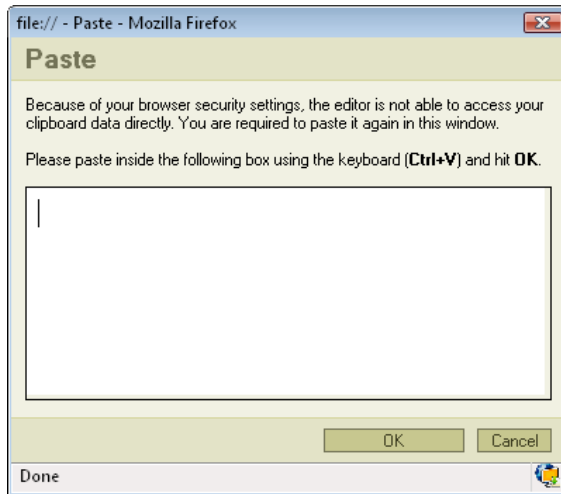 file:// - Paste - Mozilla Firefox
Paste
Because of your browser security settings, the editor is not able to access your
clipboard data directly. You are required to paste it again in this window.
Please paste inside the following box using the keyboard (Ctrl+V) and hit OK.
OK
Cancel
Done